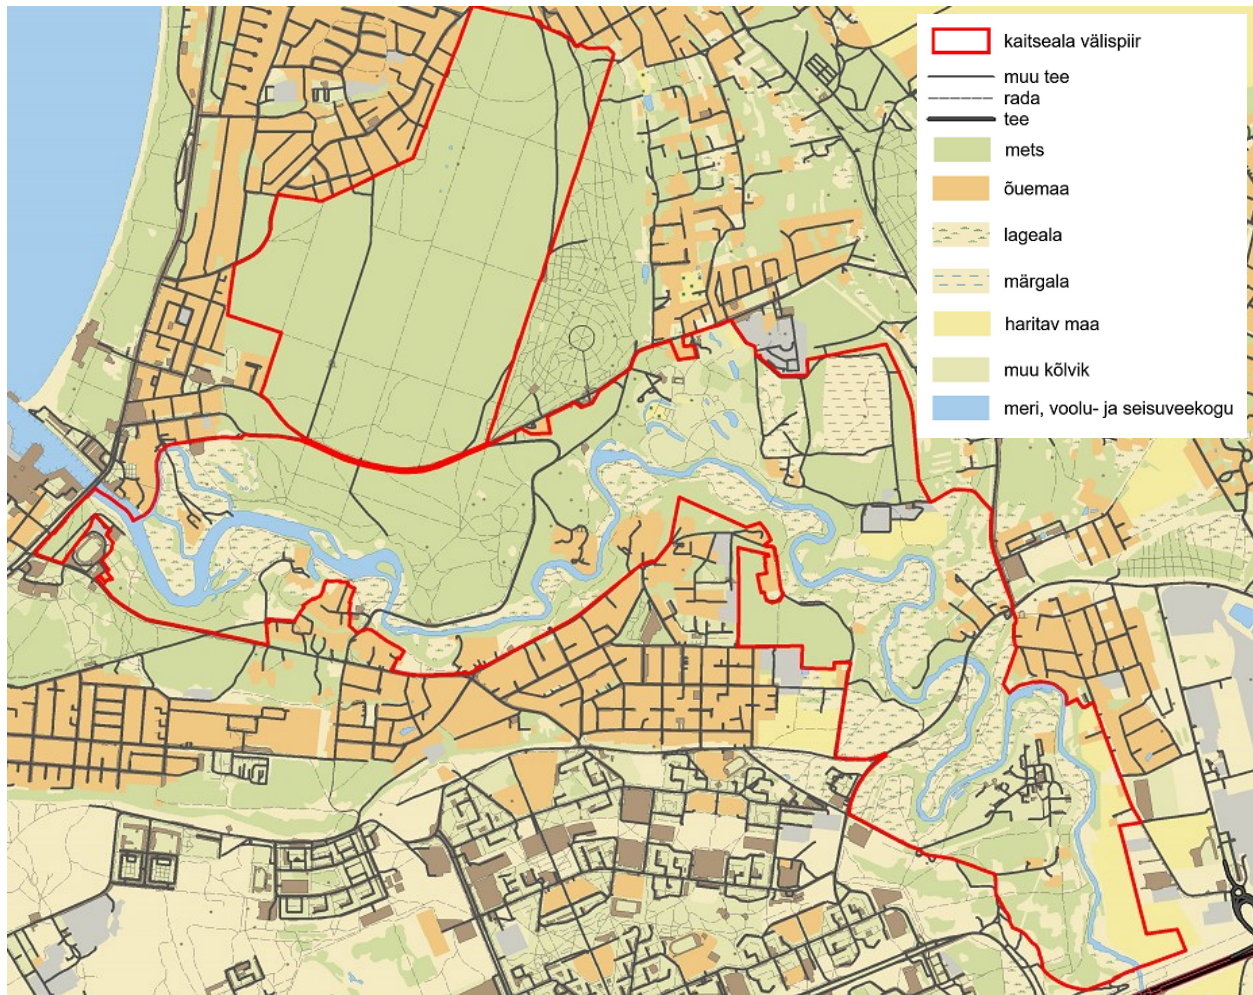 kaitseala välispiir
muu tee
rada
tee
mets
õuemaa
lageala
märgala
haritav maa
muu kõlvik
meri, voolu- ja seisuveekogu